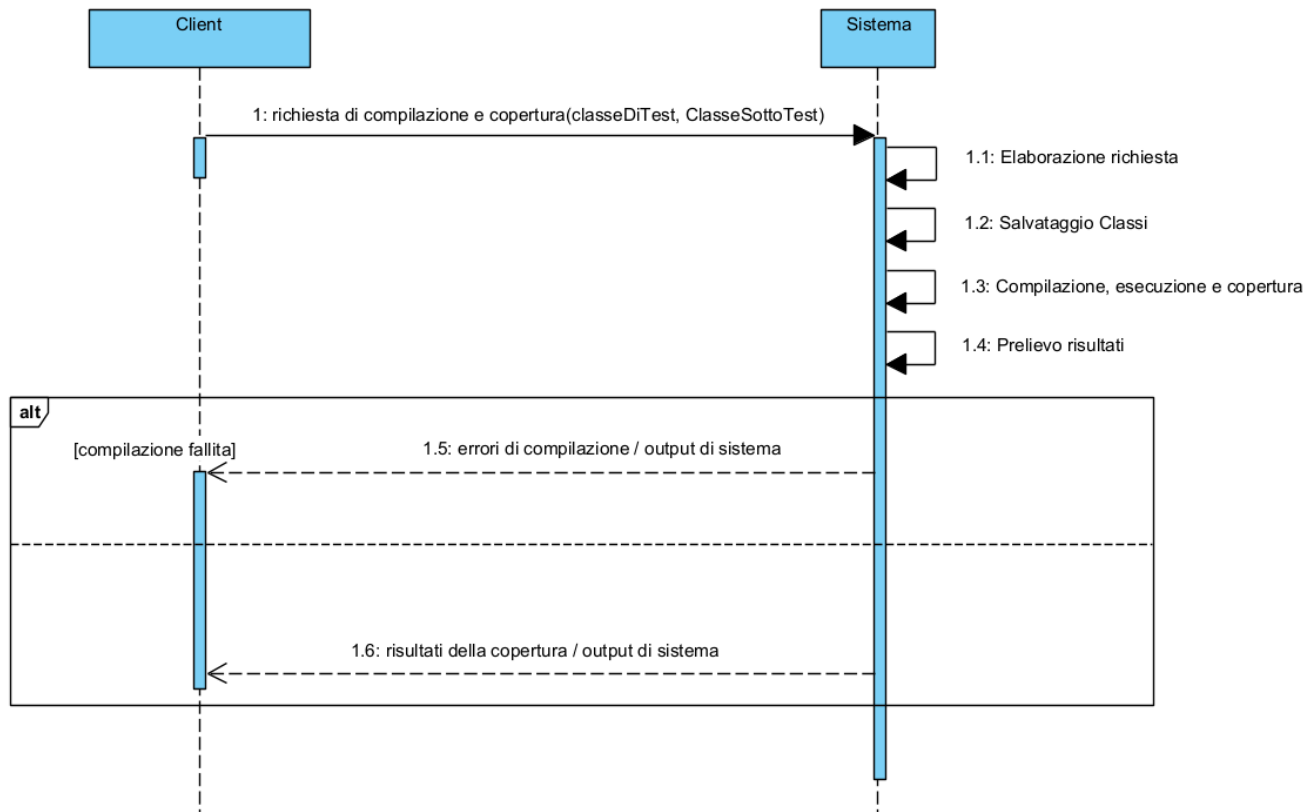 Client
Sistema
1: richiesta di compilazione e copertura(classeDiTest, ClasseSottoTest)
1.1: Elaborazione richiesta
1.2: Salvataggio Classi
1.3: Compilazione, esecuzione e copertura
1.4: Prelievo risultati
alt
[compilazione fallita]
1.5: errori di compilazione / output di sistema
1.6: risultati della copertura / output di sistema